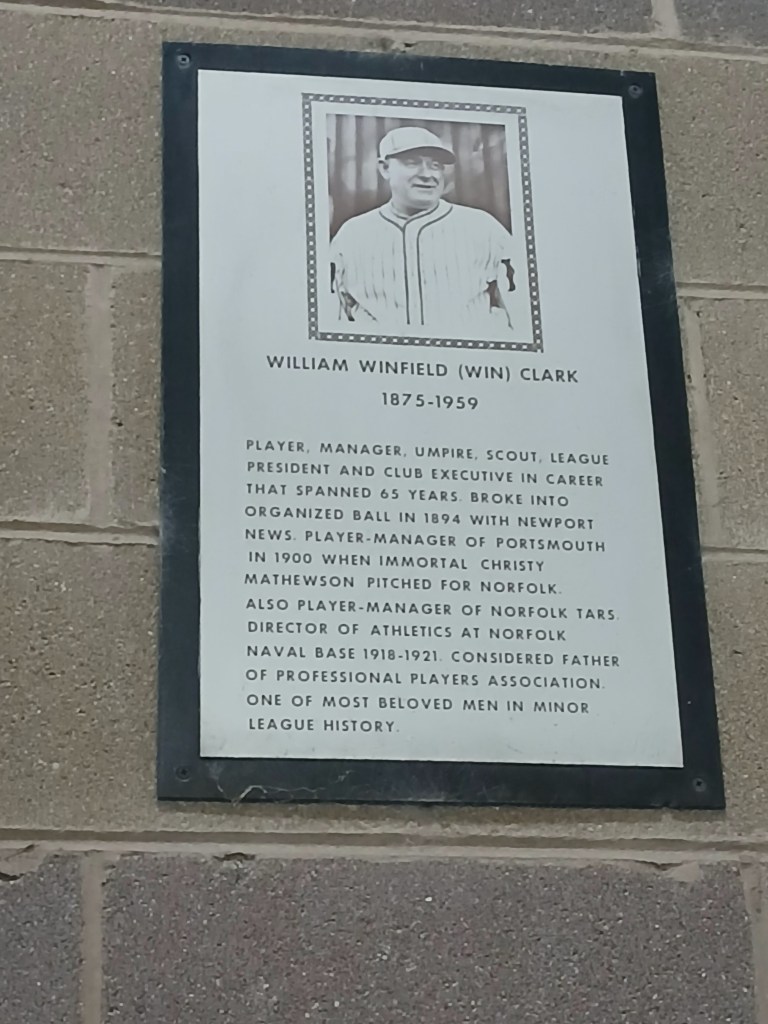 WILLIAM WINFIELD (WIN) CLARK
1875-1959
PLAYER, MANAGER, UMPIRE, SCOUT, LEAGUE
PRESIDENT AND CLUB EXECUTIVE IN CAREER
THAT SPANNED 65 YEARS. BROKE INTO
ORGANIZED BALL IN 1894 WITH NEWPORT
NEWS. PLAYER-MANAGER OF PORTSMOUTH
IN 1900 WHEN IMMORTAL CHRISTY
MATHEWSON PITCHED FOR NORFOLK.
ALSO PLAYER-MANAGER OF NORFOLK TARS.
DIRECTOR OF ATHLETICS AT NORFOLK
NAVAL BASE 1918-1921. CONSIDERED FATHER
OF PROFESSIONAL PLAYERS ASSOCIATION.
ONE OF MOST BELOVED MEN IN MINOR
LEAGUE HISTORY.